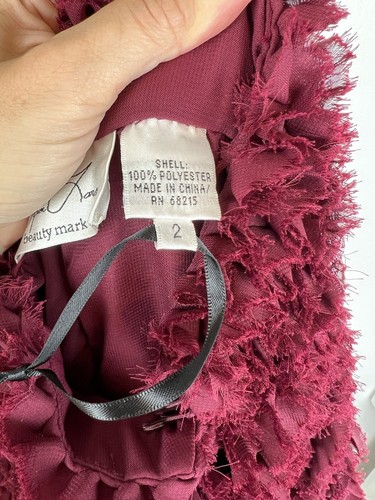 SHELL:
100% POLYESTER
MADE IN CHINA/
RN 68215
2
beauty mark